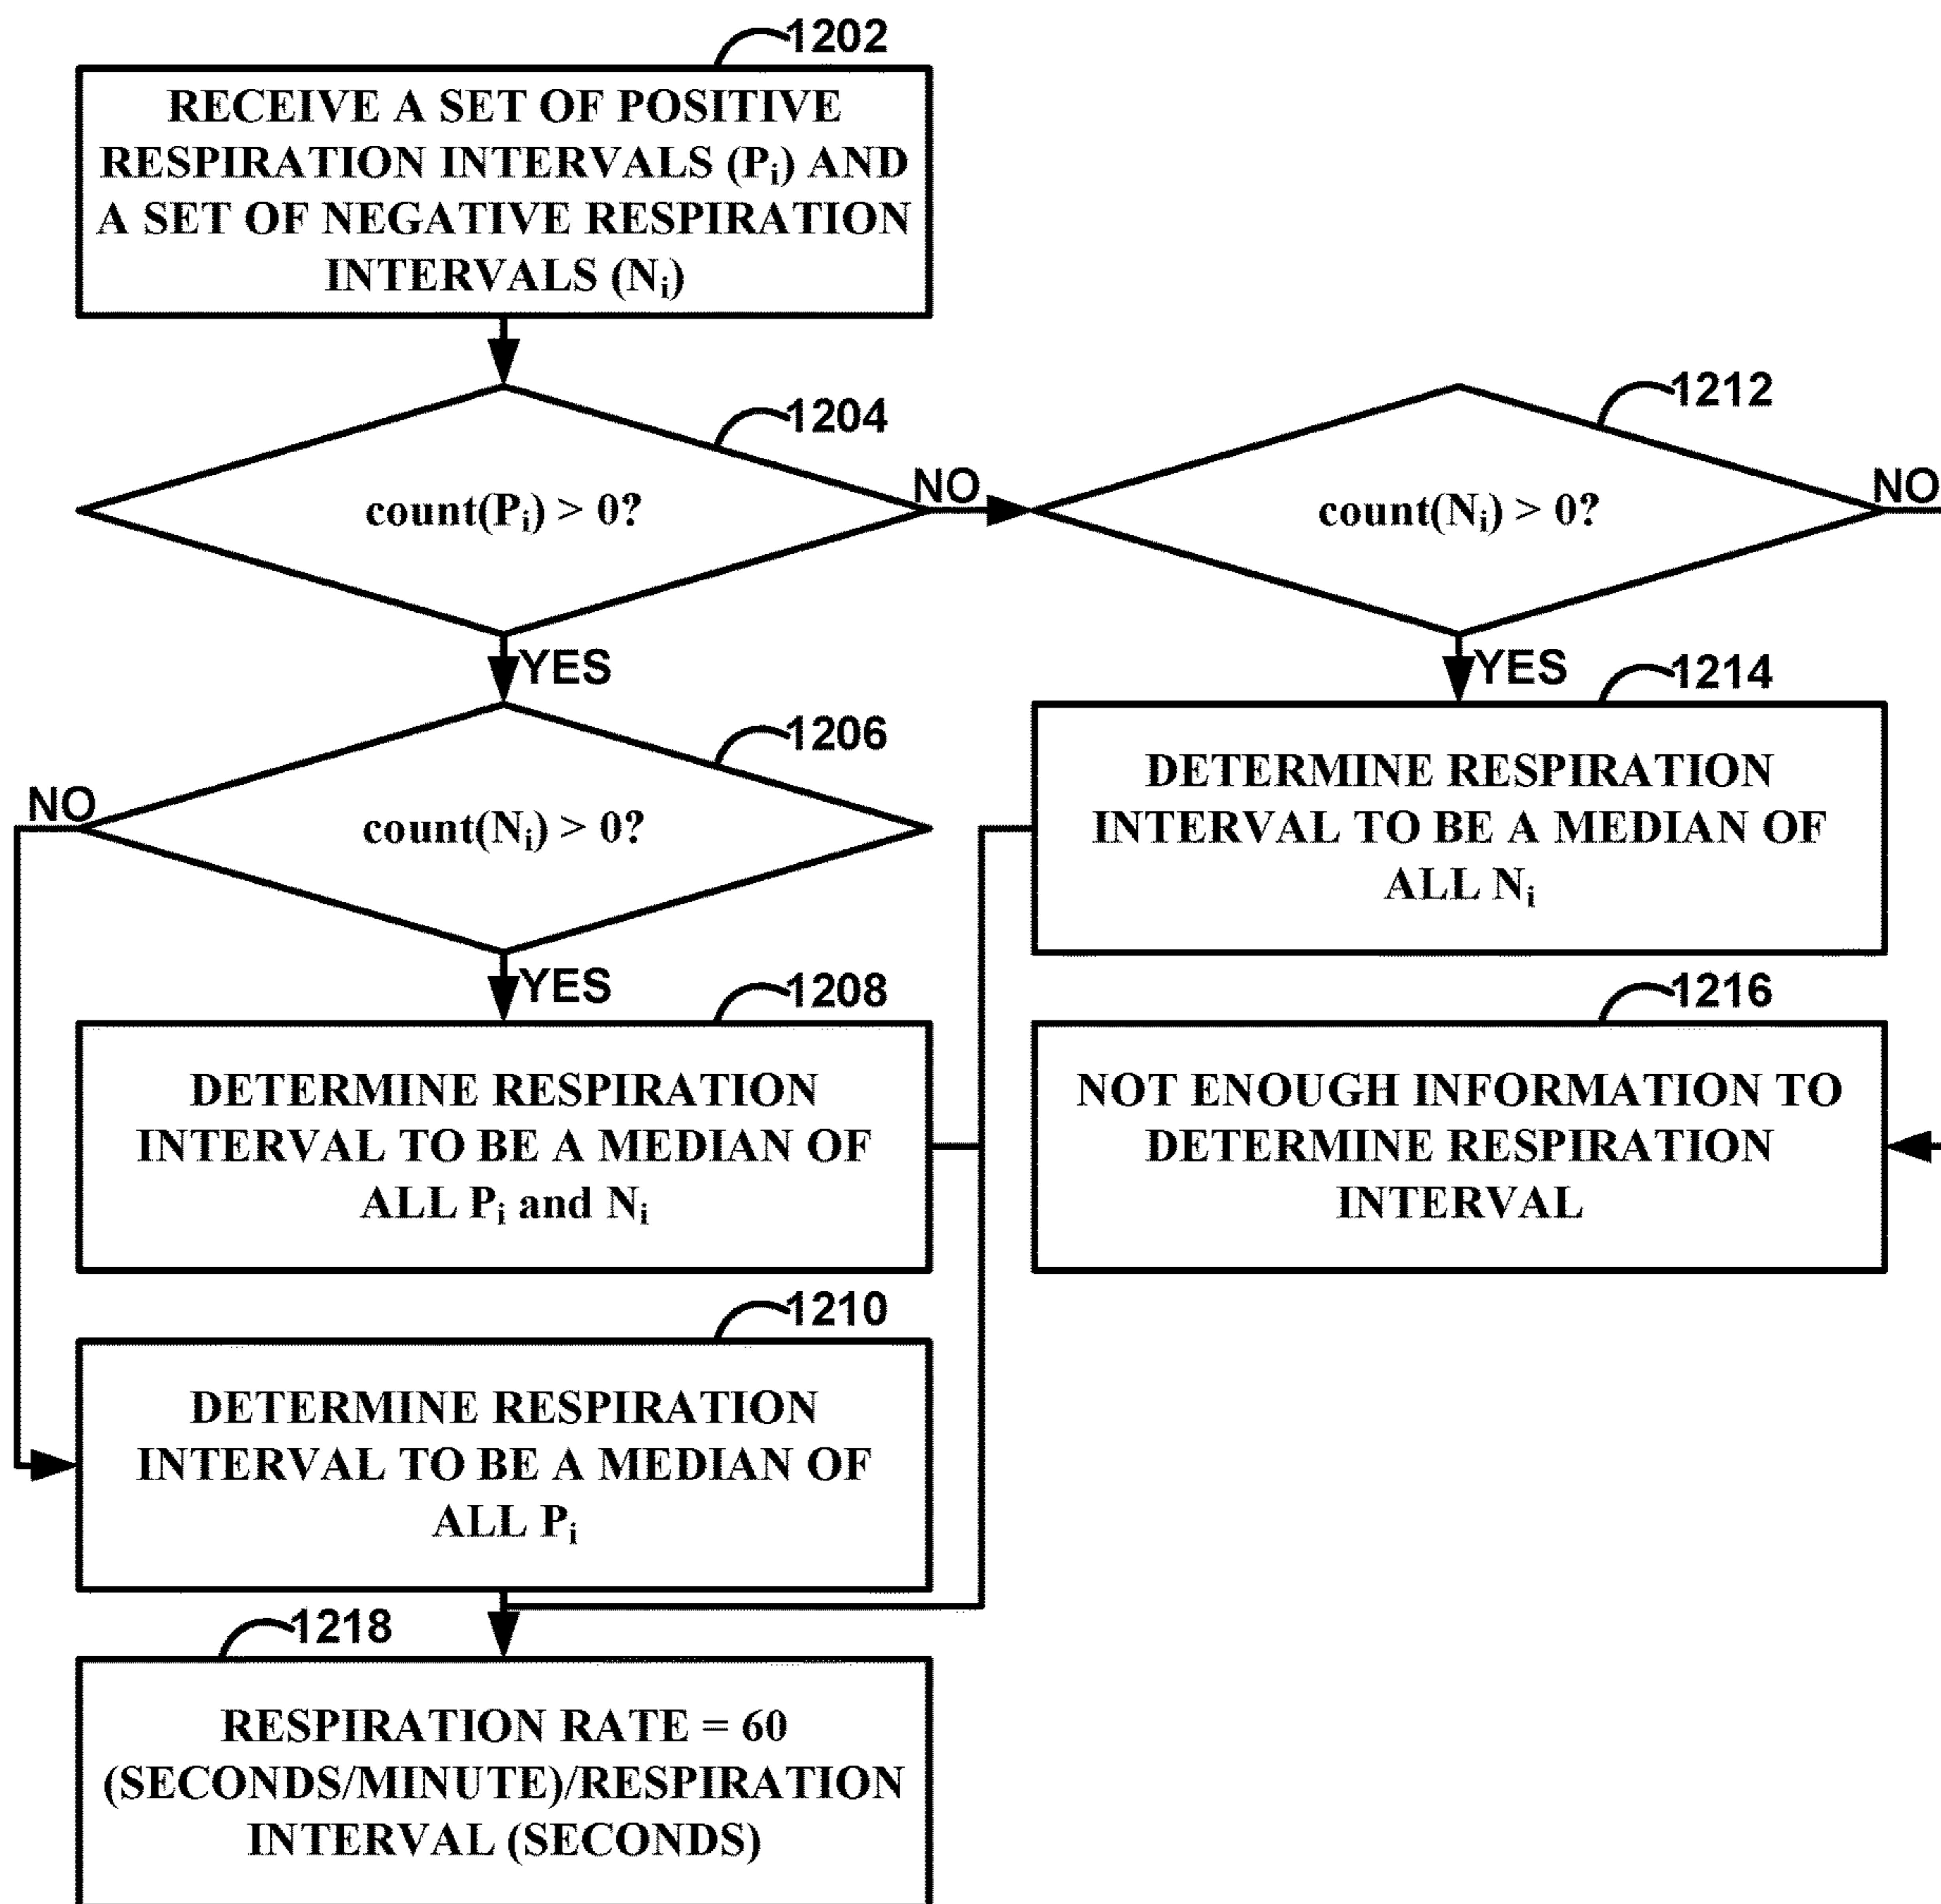 1202
RECEIVE A SET OF POSITIVE
RESPIRATION INTERVALS (Pᵢ) AND
A SET OF NEGATIVE RESPIRATION
INTERVALS (Nᵢ)
1204
count(Pᵢ) > 0?
NO
YES
1212
count(Nᵢ) > 0?
NO
YES
1206
count(Nᵢ) > 0?
NO
YES
1214
DETERMINE RESPIRATION
INTERVAL TO BE A MEDIAN OF
ALL Nᵢ
1208
DETERMINE RESPIRATION
INTERVAL TO BE A MEDIAN OF
ALL Pᵢ and Nᵢ
1216
NOT ENOUGH INFORMATION TO
DETERMINE RESPIRATION
INTERVAL
1210
DETERMINE RESPIRATION
INTERVAL TO BE A MEDIAN OF
ALL Pᵢ
1218
RESPIRATION RATE = 60
(SECONDS/MINUTE)/RESPIRATION
INTERVAL (SECONDS)